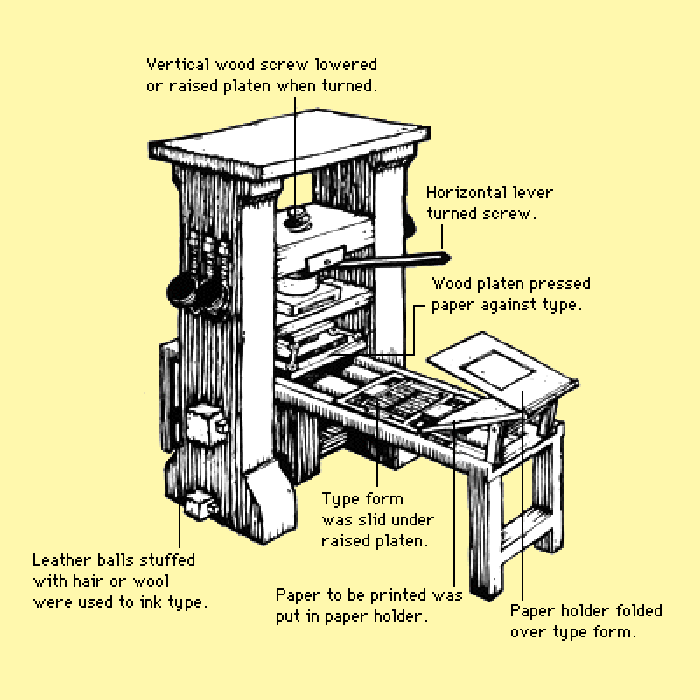 Vertical wood screw lowered
or raised platen when turned.
Horizontal lever
turned screw.
Wood platen pressed
paper against type.
Type form
was slid under
raised platen.
Leather balls stuffed
with hair or wool
were used to ink type.
Paper to be printed was
put in paper holder.
Paper holder folded
over type form.